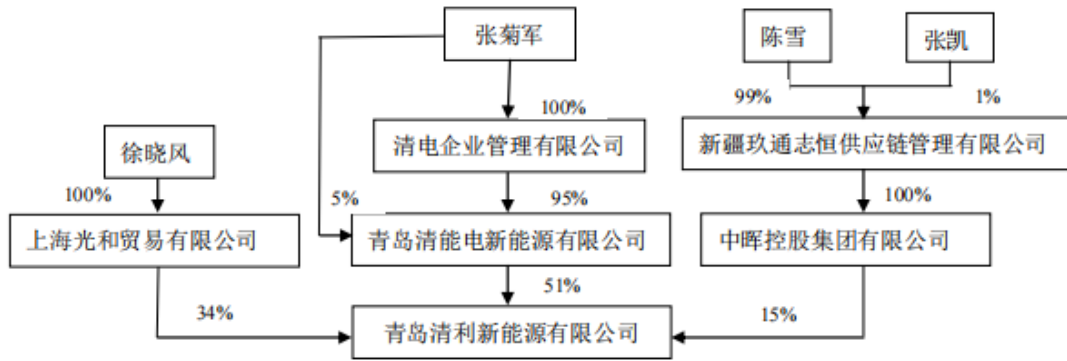 张菊军
陈雪
张凯
100%
99%
1%
徐晓风
清电企业管理有限公司
新疆玖通志恒供应链管理有限公司
100%
5%
95%
100%
上海光和贸易有限公司
青岛清能电新能源有限公司
中晖控股集团有限公司
34%
51%
15%
青岛清利新能源有限公司